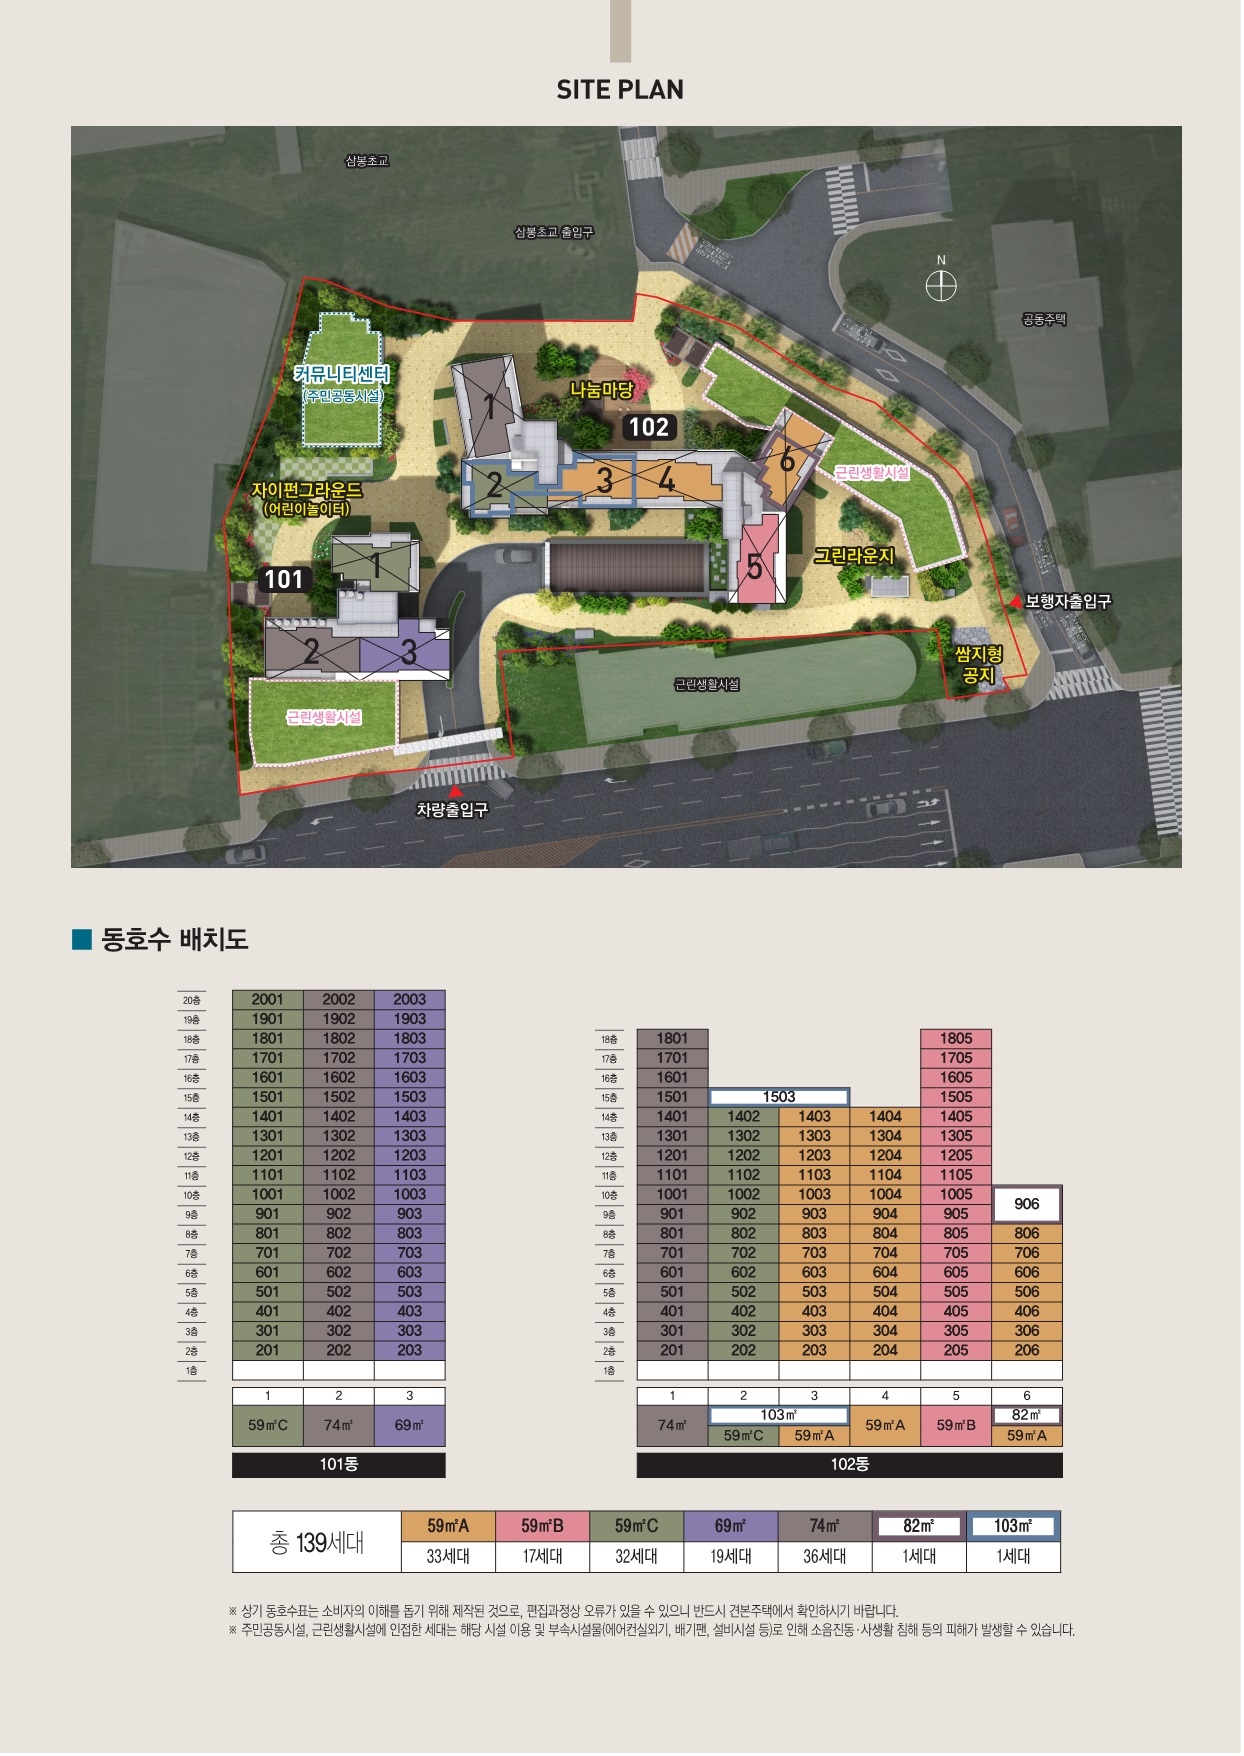 SITE PLAN
삼봉초교
삼봉초교 출입구
N
공동주택
커뮤니티센터
(주민공동시설)
나눔마당
102
1
2
3
4
5
6
근린생활시설
자이펀그라운드
(어린이놀이터)
그린라운지
101
1
2
3
보행자출입구
쌈지형
공지
근린생활시설
근린생활시설
차량출입구
동호수 배치도
20층 2001 2002 2003
19층 1901 1902 1903
18층 1801 1802 1803
17층 1701 1702 1703
16층 1601 1602 1603
15층 1501 1502 1503
14층 1401 1402 1403
13층 1301 1302 1303
12층 1201 1202 1203
11층 1101 1102 1103
10층 1001 1002 1003
9층 901 902 903
8층 801 802 803
7층 701 702 703
6층 601 602 603
5층 501 502 503
4층 401 402 403
3층 301 302 303
2층 201 202 203
1층
1 2 3
59㎡C 74㎡ 69㎡
101동
18층 1801 1805
17층 1701 1705
16층 1601 1605
15층 1501 1503 1505
14층 1401 1402 1403 1404 1405
13층 1301 1302 1303 1304 1305
12층 1201 1202 1203 1204 1205
11층 1101 1102 1103 1104 1105
10층 1001 1002 1003 1004 1005
906
9층 901 902 903 904 905
8층 801 802 803 804 805 806
7층 701 702 703 704 705 706
6층 601 602 603 604 605 606
5층 501 502 503 504 505 506
4층 401 402 403 404 405 406
3층 301 302 303 304 305 306
2층 201 202 203 204 205 206
1층
1 2 3 4 5 6
103㎡ 82㎡
74㎡ 59㎡C 59㎡A 59㎡A 59㎡B 59㎡A
102동
총 139세대
59㎡A 59㎡B 59㎡C 69㎡ 74㎡ 82㎡ 103㎡
33세대 17세대 32세대 19세대 36세대 1세대 1세대
※ 상기 동호수표는 소비자의 이해를 돕기 위해 제작된 것으로, 편집과정상 오류가 있을 수 있으니 반드시 견본주택에서 확인하시기 바랍니다.
※ 주민공동시설, 근린생활시설에 인접한 세대는 해당 시설 이용 및 부속시설물(에어컨실외기, 배기팬, 설비시설 등)로 인해 소음진동·사생활 침해 등의 피해가 발생할 수 있습니다.